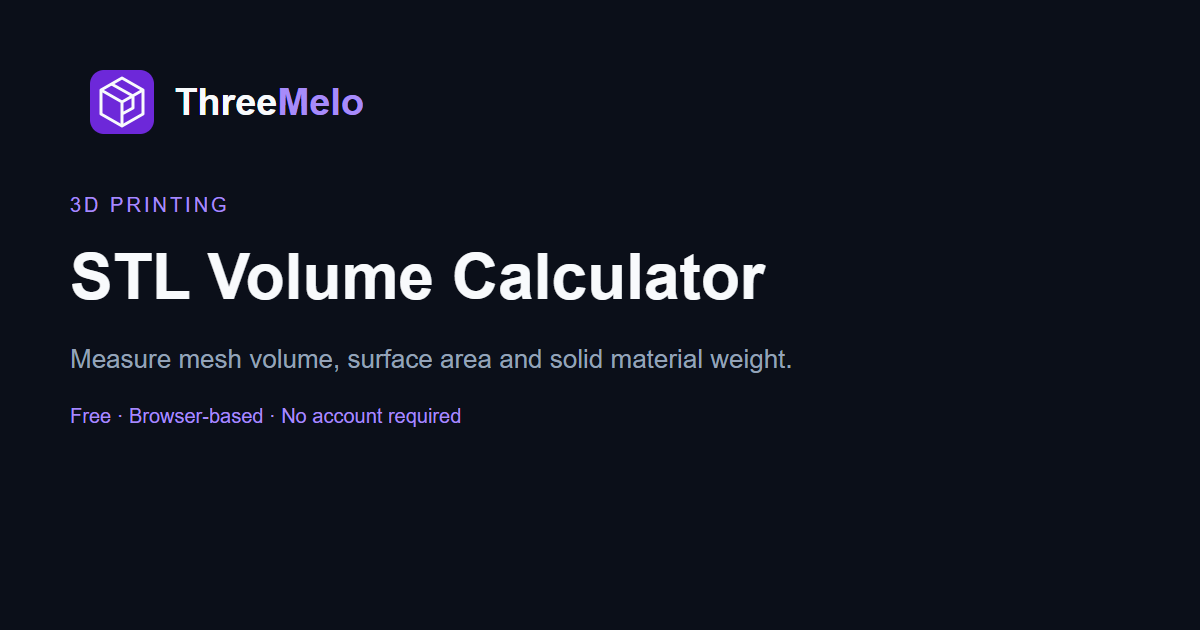 ThreeMelo
3D PRINTING
STL Volume Calculator
Measure mesh volume, surface area and solid material weight.
Free · Browser-based · No account required